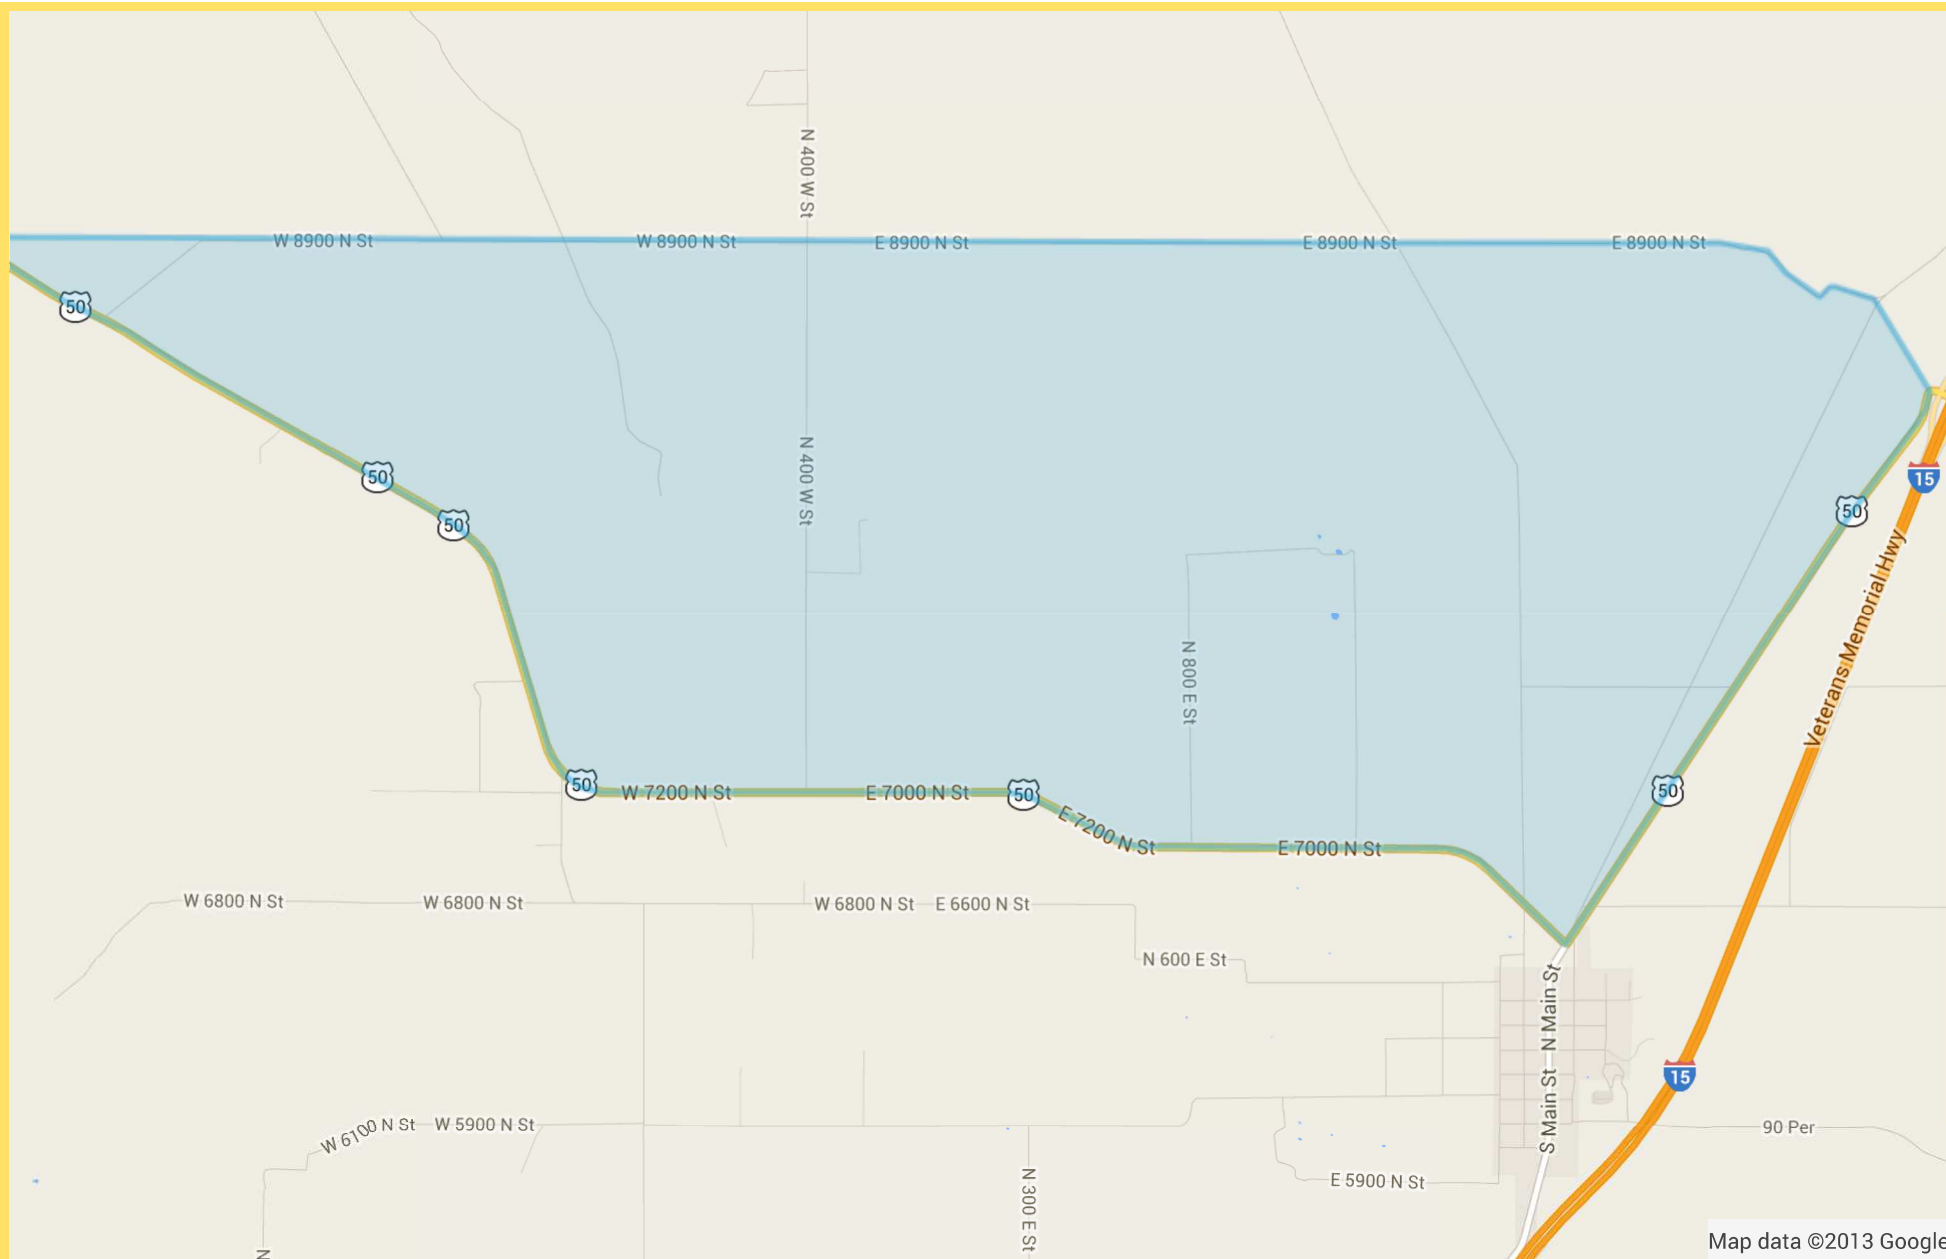 N 400 W St
W 8900 N St
W 8900 N St
E 8900 N St
E 8900 N St
E 8900 N St
50
50
N 400 W St
15
50
50
Veterans Memorial Hwy
N 800 E St
50
W 7200 N St
E 7000 N St
50
50
E 7200 N St
E 7000 N St
W 6800 N St
W 6800 N St
W 6800 N St
E 6600 N St
N 600 E St
N Main St
15
S Main St
W 6100 N St
W 5900 N St
90 Per
E 5900 N St
N 300 E St
N
Map data ©2013 Google